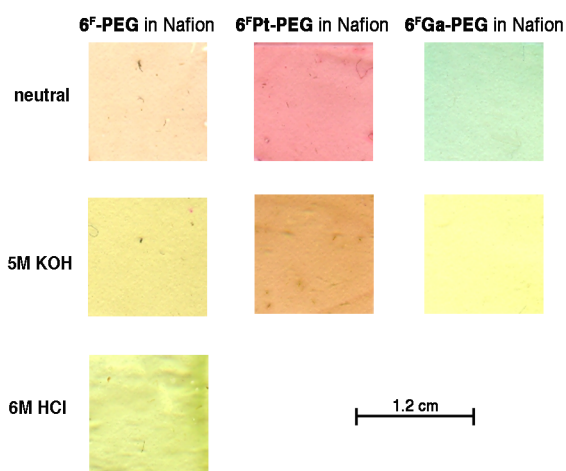 6ᶠ-PEG in Nafion 6ᶠPt-PEG in Nafion 6ᶠGa-PEG in Nafion
neutral
5M KOH
6M HCl
1.2 cm